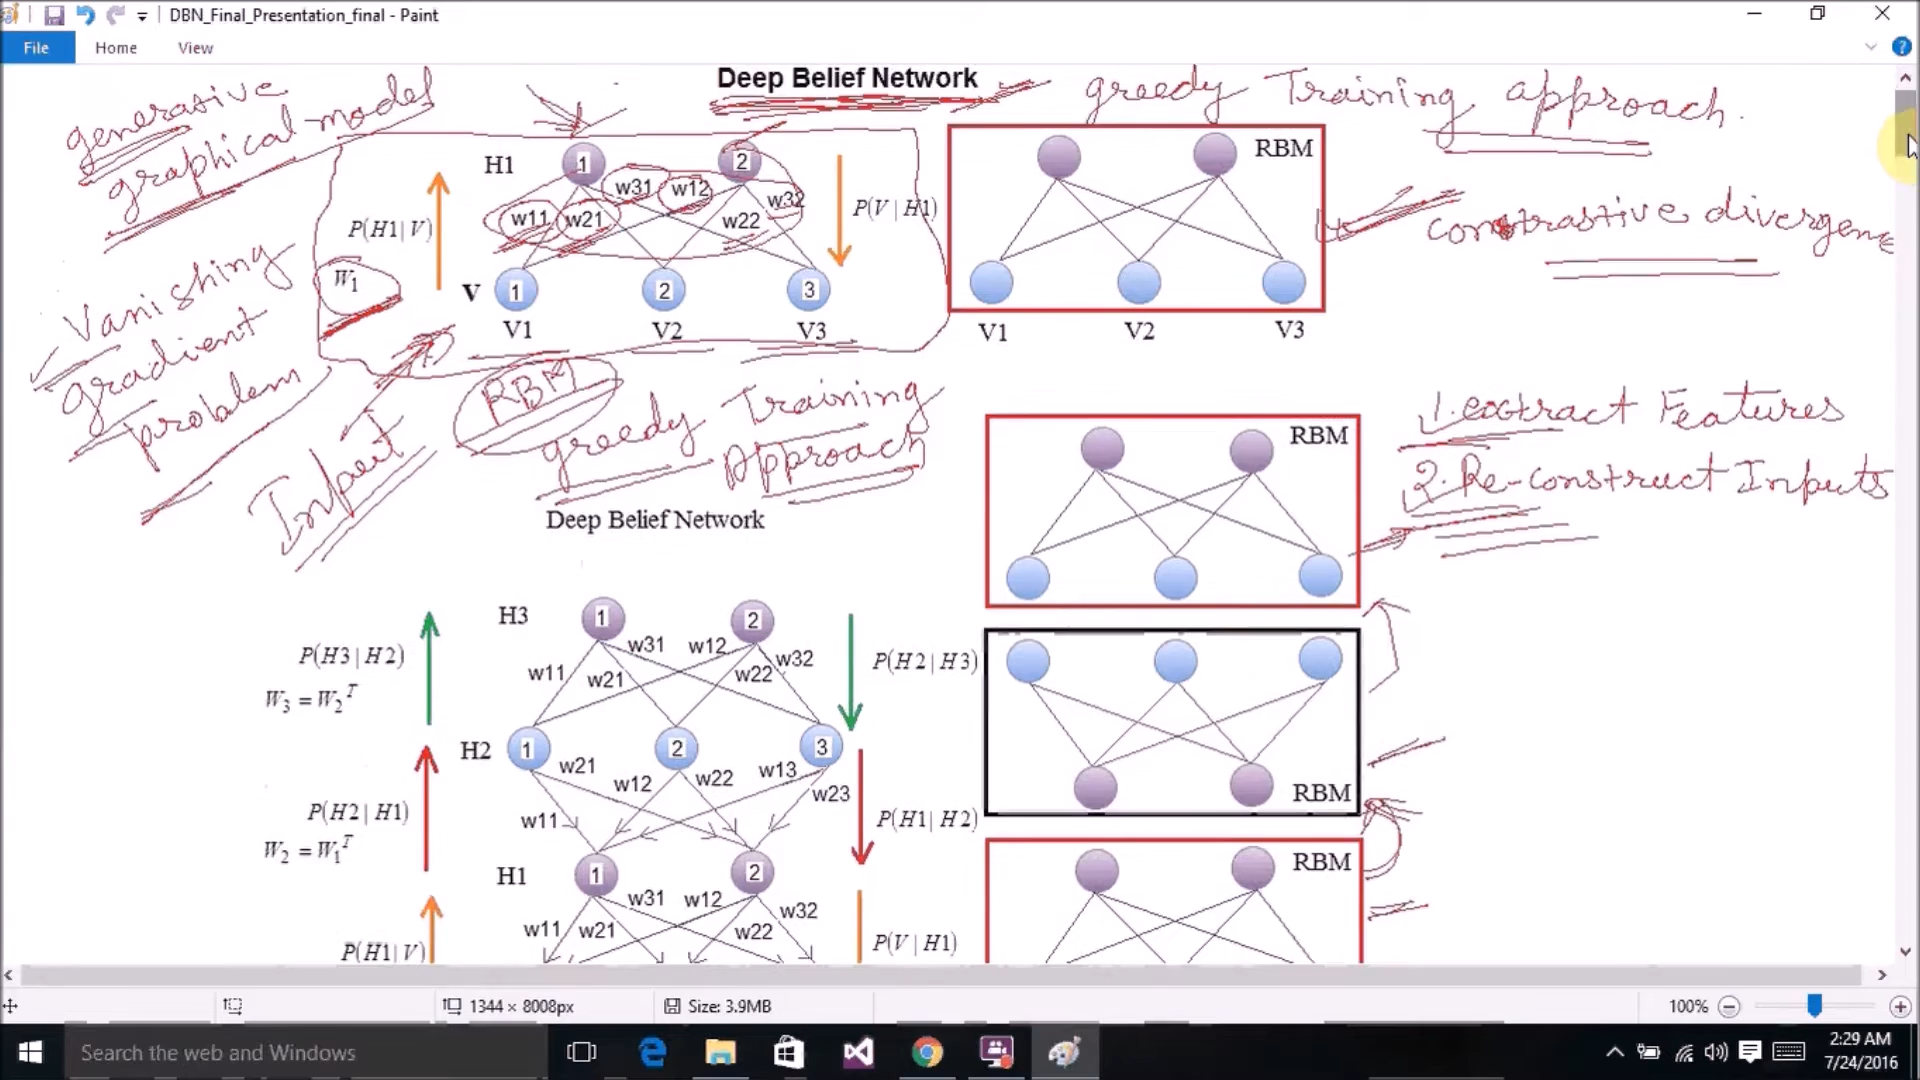 DBN_Final_Presentation_final - Paint
File Home View
Deep Belief Network
greedy Training approach.
generative
graphical model
H1 1 2
RBM
w31 w12
w11 w21 w22 w32
P(H1|V)
P(V|H1)
constrastive divergene
W₁
V 1 2 3
V1 V2 V3
V1 V2 V3
Vanishing
gradient
problem
Input
RBM
greedy Training
Approach
RBM
1. extract Features
2. Re-construct Inputs
Deep Belief Network
H3 1 2
w31 w12
w11 w21 w22 w32
P(H3|H2)
W₃ = W₂ᵀ
P(H2|H3)
H2 1 2 3
w21 w12 w22 w13
w11 w23
P(H2|H1)
W₂ = W₁ᵀ
P(H1|H2)
RBM
H1 1 2
RBM
w31 w12 w32
w11 w21 w22
P(H1|V)
P(V|H1)
1344 × 8008px
Size: 3.9MB
100%
Search the web and Windows
2:29 AM
7/24/2016